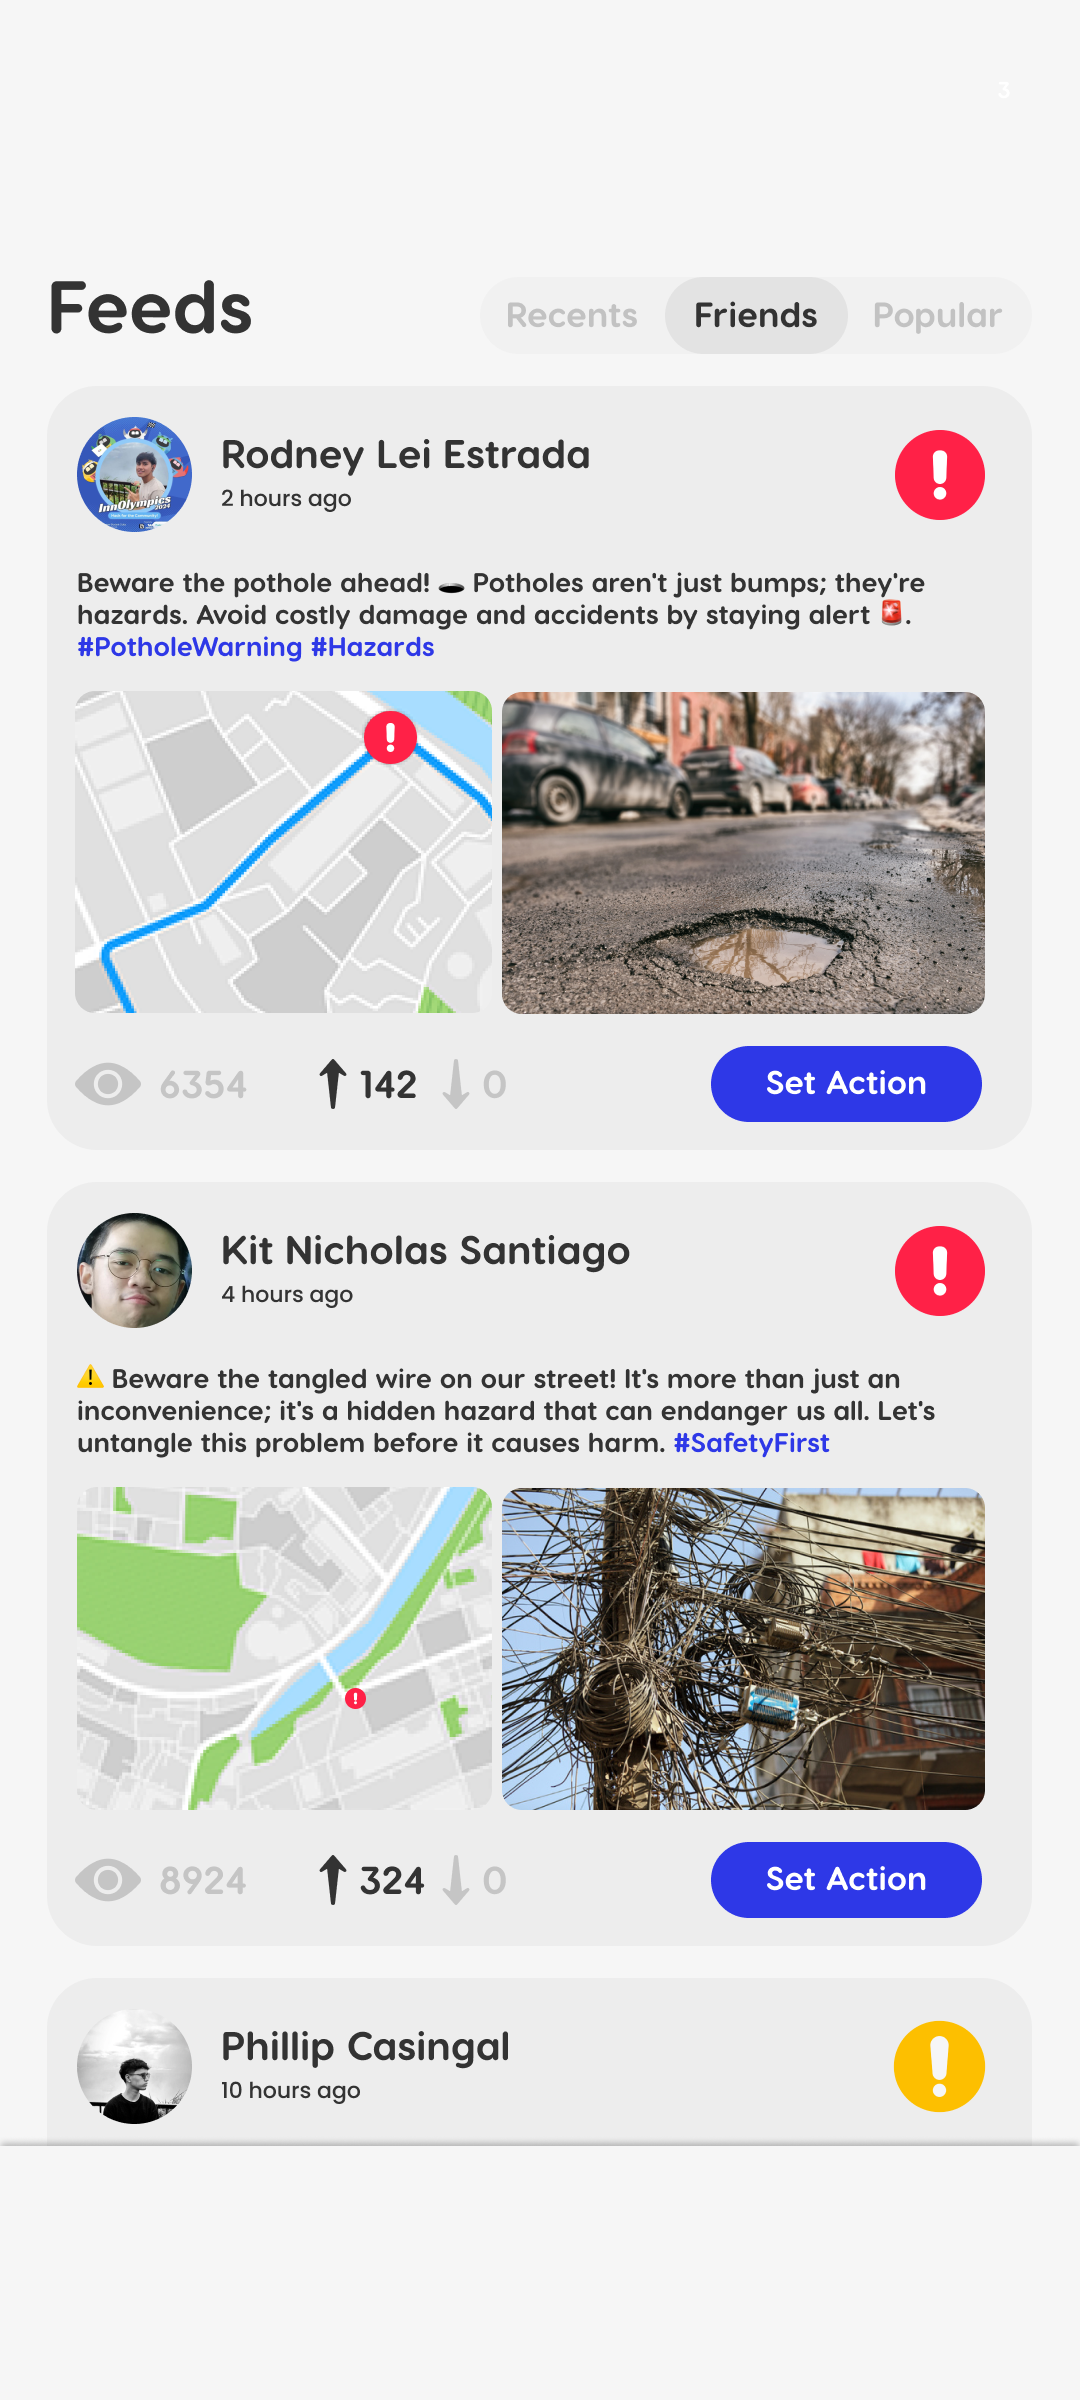 3
Feeds
Recents Friends Popular
InnOlympics
2024
Rodney Lei Estrada
2 hours ago
Beware the pothole ahead! 🕳️ Potholes aren't just bumps; they're
hazards. Avoid costly damage and accidents by staying alert 🚨.
#PotholeWarning #Hazards
6354 142 0 Set Action
Kit Nicholas Santiago
4 hours ago
⚠️ Beware the tangled wire on our street! It's more than just an
inconvenience; it's a hidden hazard that can endanger us all. Let's
untangle this problem before it causes harm. #SafetyFirst
8924 324 0 Set Action
Phillip Casingal
10 hours ago